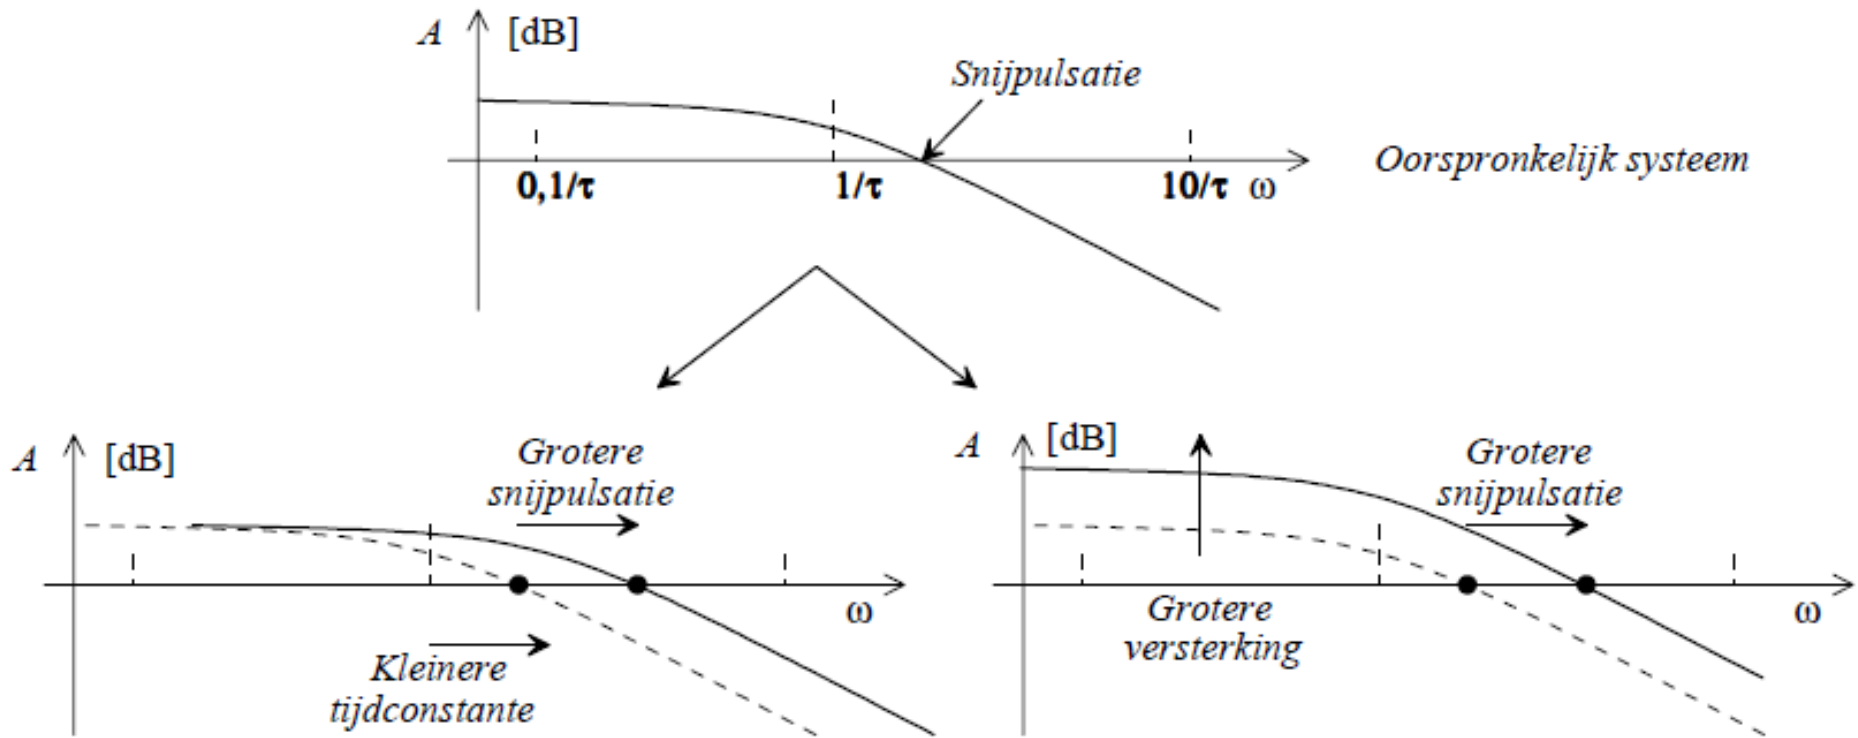 A [dB]
Snijpulsatie
Oorspronkelijk systeem
0,1/τ 1/τ 10/τ ω
A [dB]
Grotere
snijpulsatie
ω
Kleinere
tijdconstante
A [dB]
Grotere
snijpulsatie
Grotere
versterking
ω